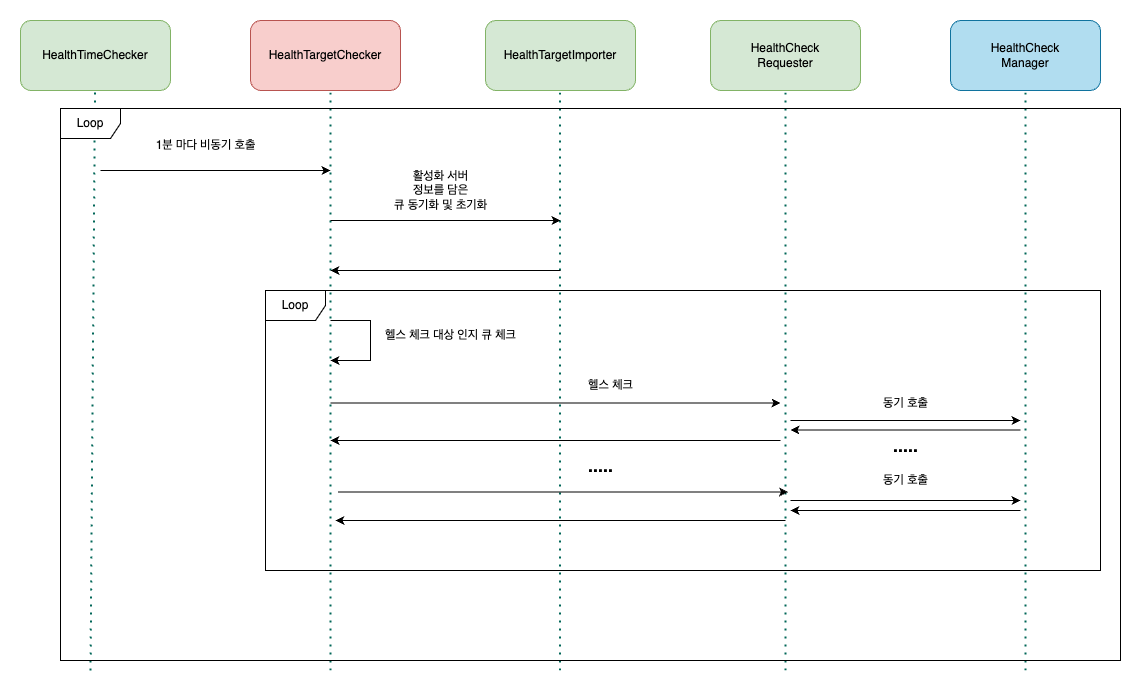 HealthTimeChecker
HealthTargetChecker
HealthTargetImporter
HealthCheck
Requester
HealthCheck
Manager
Loop
1분 마다 비동기 호출
활성화 서버
정보를 담은
큐 동기화 및 초기화
Loop
헬스 체크 대상 인지 큐 체크
헬스 체크
동기 호출
.....
.....
동기 호출